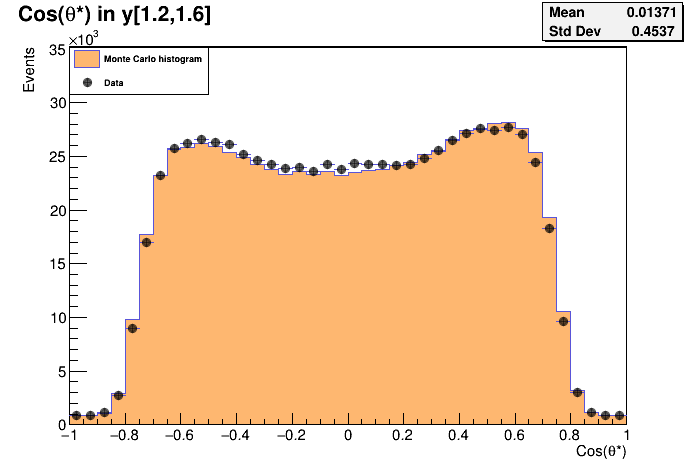 Cos(θ*) in y[1.2,1.6]
Mean 0.01371
Std Dev 0.4537
×10³
Events
Monte Carlo histogram
Data
35
30
25
20
15
10
5
0
−1 −0.8 −0.6 −0.4 −0.2 0 0.2 0.4 0.6 0.8 1
Cos(θ*)